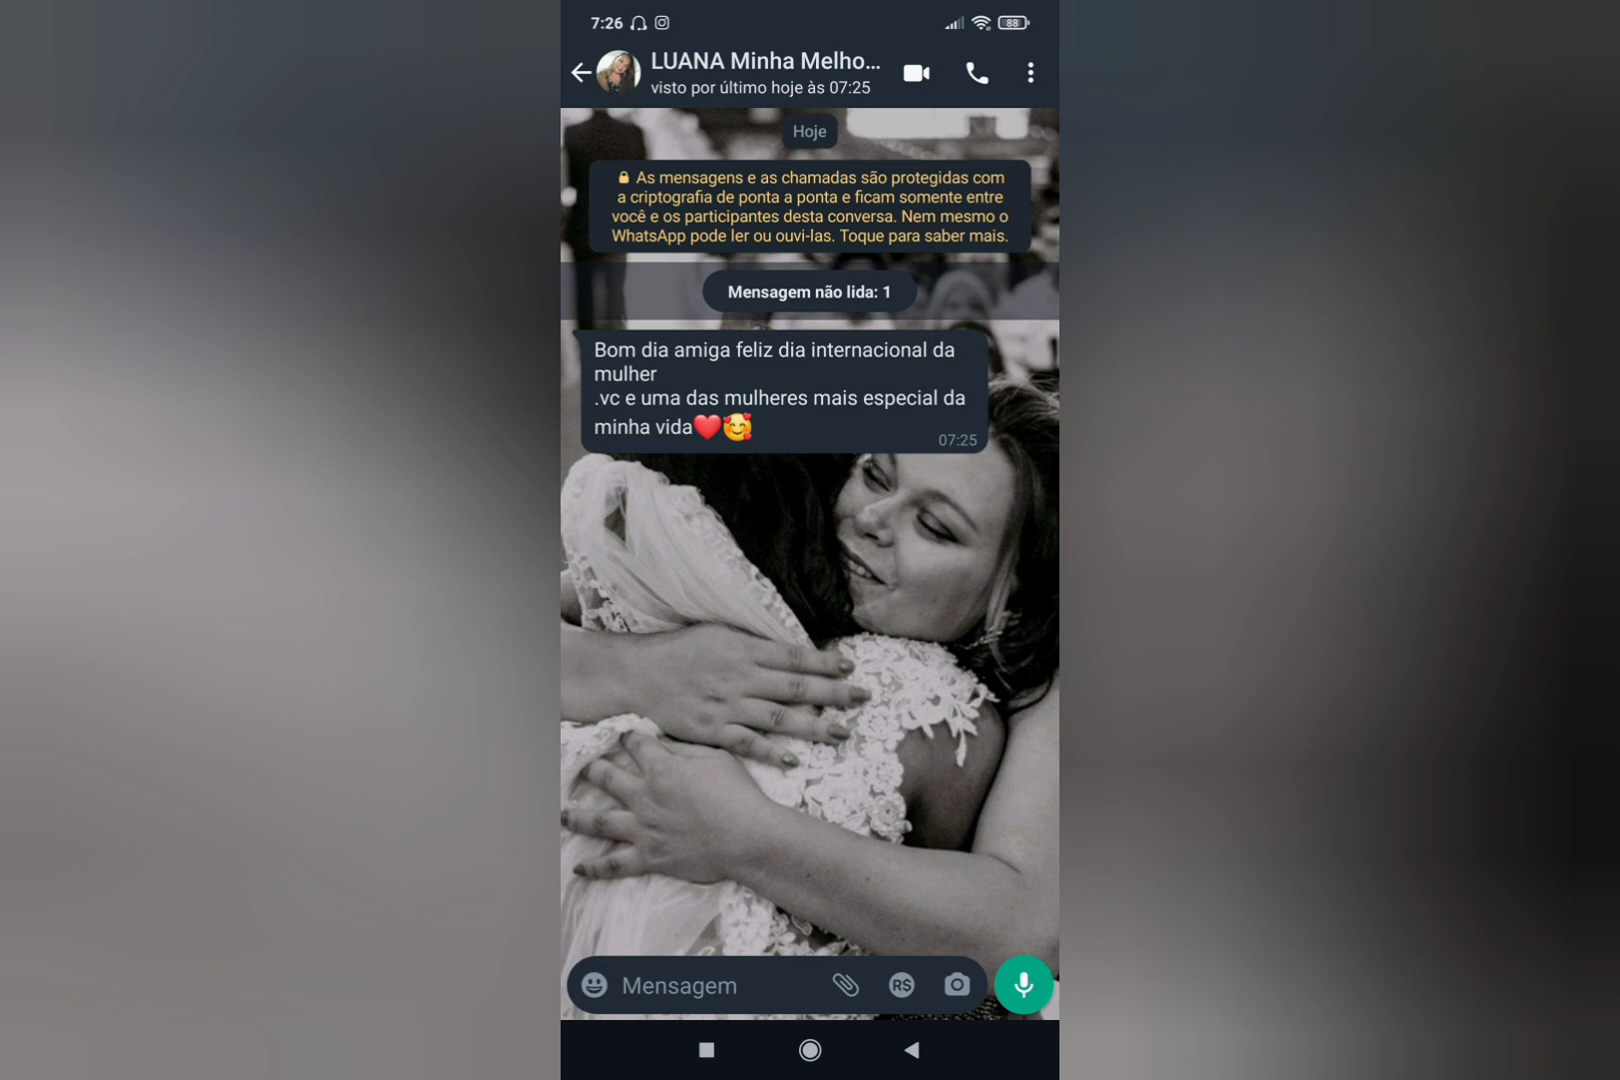 7:26 88
LUANA Minha Melho...
visto por último hoje às 07:25
Hoje
As mensagens e as chamadas são protegidas com
a criptografia de ponta a ponta e ficam somente entre
você e os participantes desta conversa. Nem mesmo o
WhatsApp pode ler ou ouvi-las. Toque para saber mais.
Mensagem não lida: 1
Bom dia amiga feliz dia internacional da
mulher
.vc e uma das mulheres mais especial da
minha vida❤️🥰
07:25
Mensagem R$